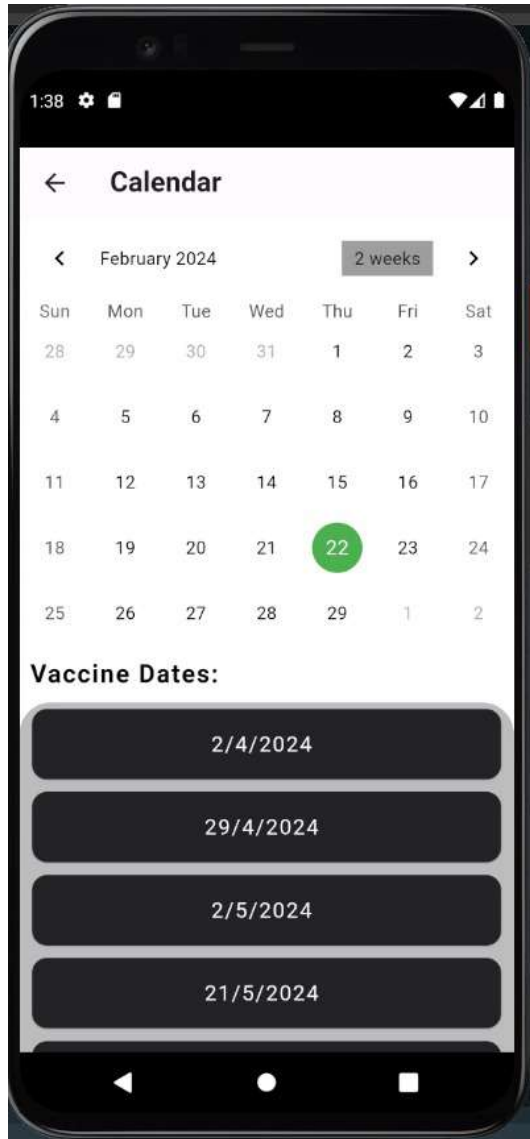 1:38
Calendar
February 2024 2 weeks
Sun Mon Tue Wed Thu Fri Sat
28 29 30 31 1 2 3
4 5 6 7 8 9 10
11 12 13 14 15 16 17
18 19 20 21 22 23 24
25 26 27 28 29 1 2
Vaccine Dates:
2/4/2024
29/4/2024
2/5/2024
21/5/2024